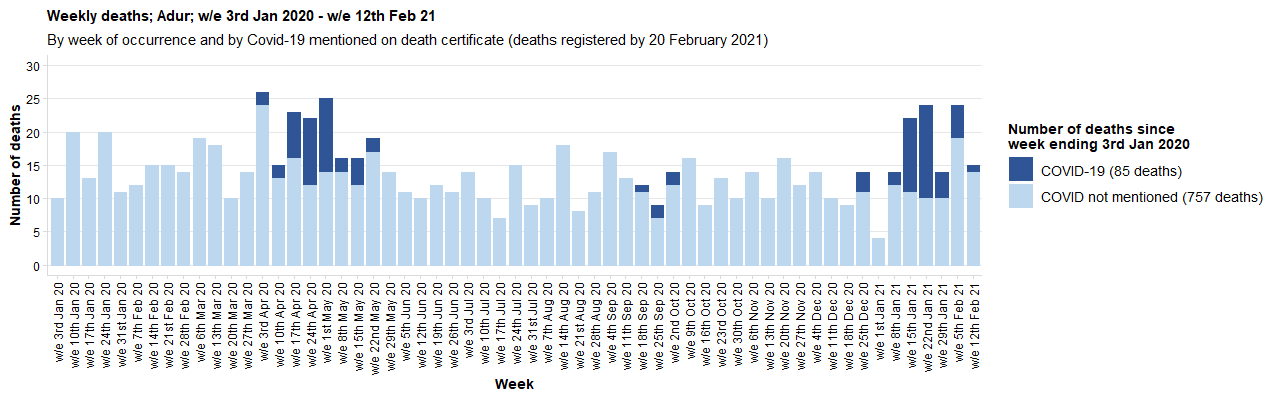 Weekly deaths; Adur; w/e 3rd Jan 2020 - w/e 12th Feb 21
By week of occurrence and by Covid-19 mentioned on death certificate (deaths registered by 20 February 2021)
Number of deaths
30
25
20
15
10
5
0
w/e 3rd Jan 20
w/e 10th Jan 20
w/e 17th Jan 20
w/e 24th Jan 20
w/e 31st Jan 20
w/e 7th Feb 20
w/e 14th Feb 20
w/e 21st Feb 20
w/e 28th Feb 20
w/e 6th Mar 20
w/e 13th Mar 20
w/e 20th Mar 20
w/e 27th Mar 20
w/e 3rd Apr 20
w/e 10th Apr 20
w/e 17th Apr 20
w/e 24th Apr 20
w/e 1st May 20
w/e 8th May 20
w/e 15th May 20
w/e 22nd May 20
w/e 29th May 20
w/e 5th Jun 20
w/e 12th Jun 20
w/e 19th Jun 20
w/e 26th Jun 20
w/e 3rd Jul 20
w/e 10th Jul 20
w/e 17th Jul 20
w/e 24th Jul 20
w/e 31st Jul 20
w/e 7th Aug 20
w/e 14th Aug 20
w/e 21st Aug 20
w/e 28th Aug 20
w/e 4th Sep 20
w/e 11th Sep 20
w/e 18th Sep 20
w/e 25th Sep 20
w/e 2nd Oct 20
w/e 9th Oct 20
w/e 16th Oct 20
w/e 23rd Oct 20
w/e 30th Oct 20
w/e 6th Nov 20
w/e 13th Nov 20
w/e 20th Nov 20
w/e 27th Nov 20
w/e 4th Dec 20
w/e 11th Dec 20
w/e 18th Dec 20
w/e 25th Dec 20
w/e 1st Jan 21
w/e 8th Jan 21
w/e 15th Jan 21
w/e 22nd Jan 21
w/e 29th Jan 21
w/e 5th Feb 21
w/e 12th Feb 21
Week
Number of deaths since
week ending 3rd Jan 2020
COVID-19 (85 deaths)
COVID not mentioned (757 deaths)